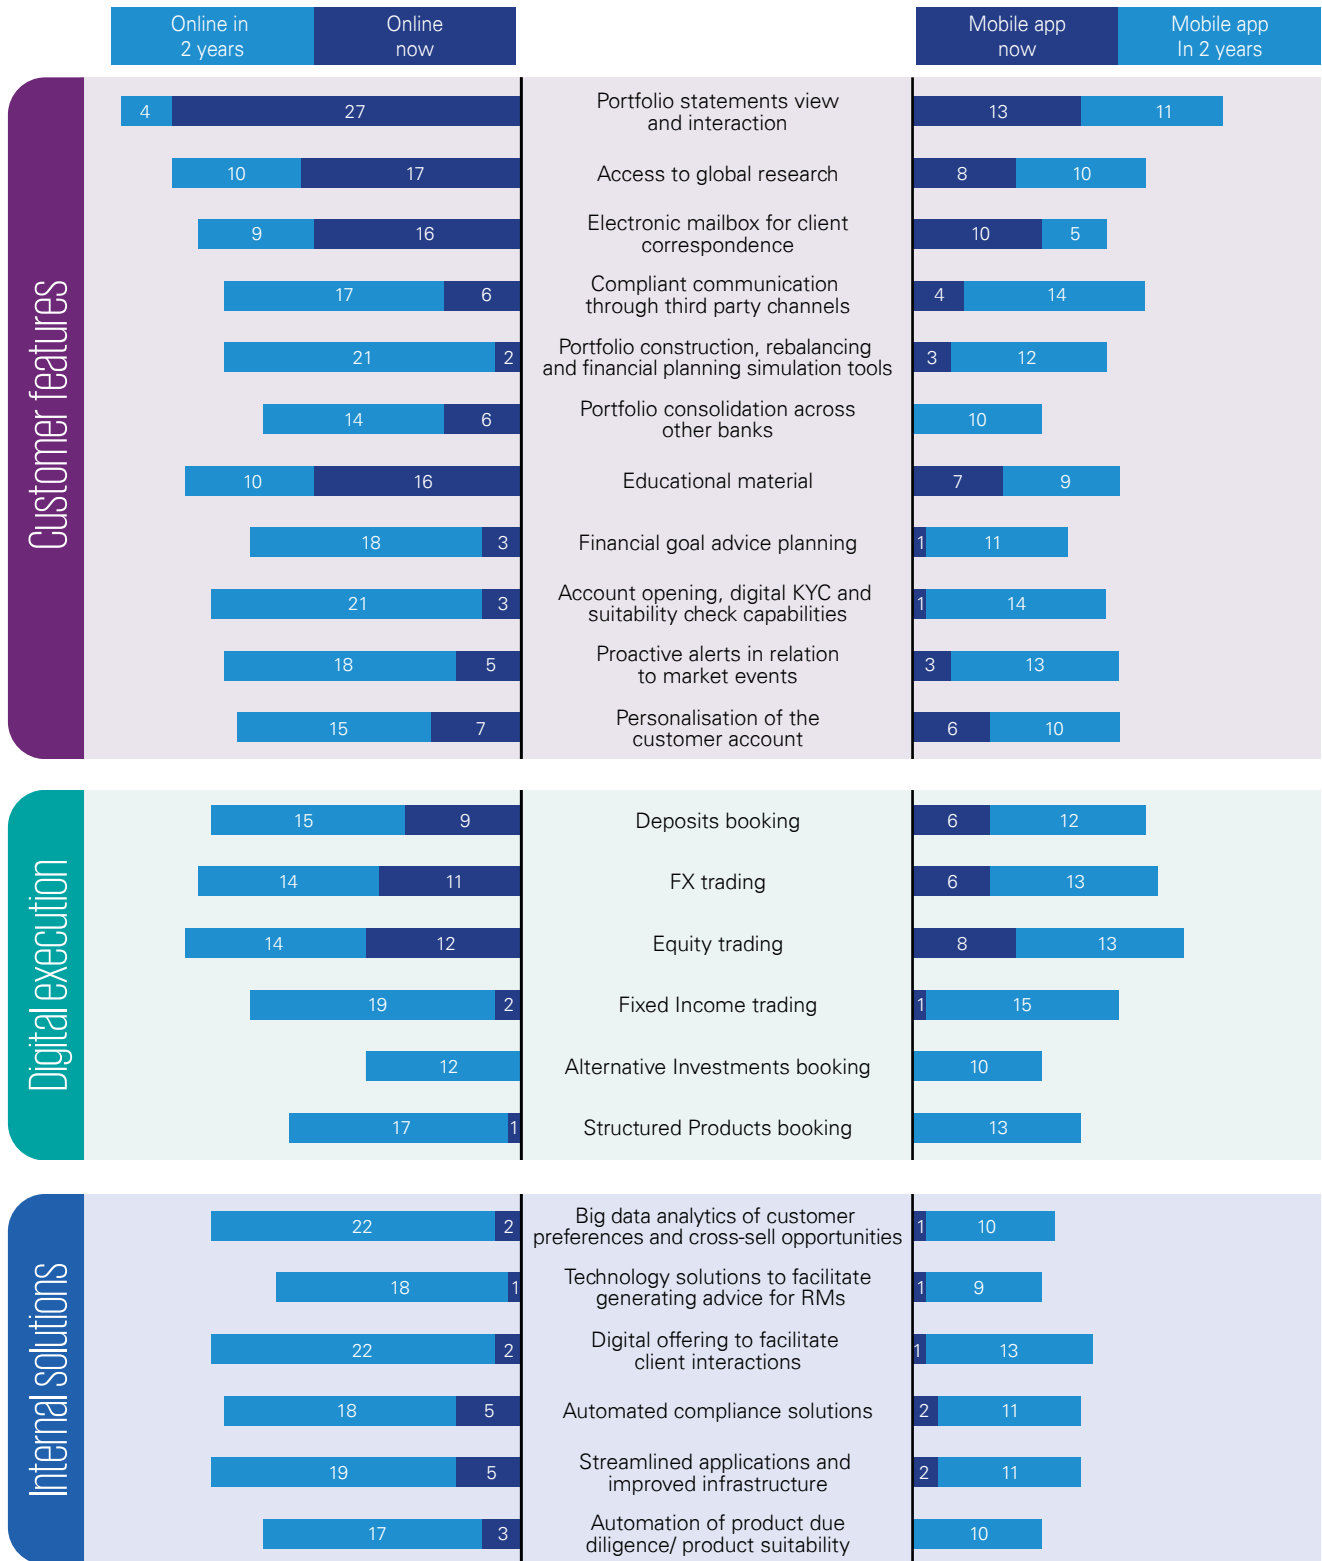 Online in
2 years
Online
now
Mobile app
now
Mobile app
In 2 years
Customer features
4 27 Portfolio statements view
and interaction 13 11
10 17 Access to global research 8 10
9 16 Electronic mailbox for client
correspondence 10 5
17 6 Compliant communication
through third party channels 4 14
21 2 Portfolio construction, rebalancing
and financial planning simulation tools 3 12
14 6 Portfolio consolidation across
other banks 10
10 16 Educational material 7 9
18 3 Financial goal advice planning 1 11
21 3 Account opening, digital KYC and
suitability check capabilities 1 14
18 5 Proactive alerts in relation
to market events 3 13
15 7 Personalisation of the
customer account 6 10
Digital execution
15 9 Deposits booking 6 12
14 11 FX trading 6 13
14 12 Equity trading 8 13
19 2 Fixed Income trading 1 15
12 Alternative Investments booking 10
17 1 Structured Products booking 13
Internal solutions
22 2 Big data analytics of customer
preferences and cross-sell opportunities 1 10
18 1 Technology solutions to facilitate
generating advice for RMs 1 9
22 2 Digital offering to facilitate
client interactions 1 13
18 5 Automated compliance solutions 2 11
19 5 Streamlined applications and
improved infrastructure 2 11
17 3 Automation of product due
diligence/ product suitability 10